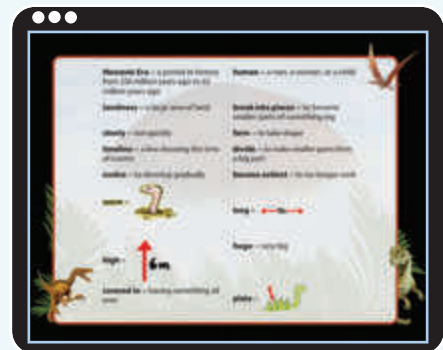 Mesozoic Era – a period in history
from 250 million years ago to 65
million years ago
landmass – a large area of land
slowly – not quickly
timeline – a line showing the time
of events
evolve – to develop gradually
worm –
high – 6 m
covered in – having something all
over
human – a man, a woman, or a child
break into pieces – to become
smaller parts of something big
form – to take shape
divide – to make smaller parts from
a big part
become extinct – to no longer exist
long –
huge – very big
plate –